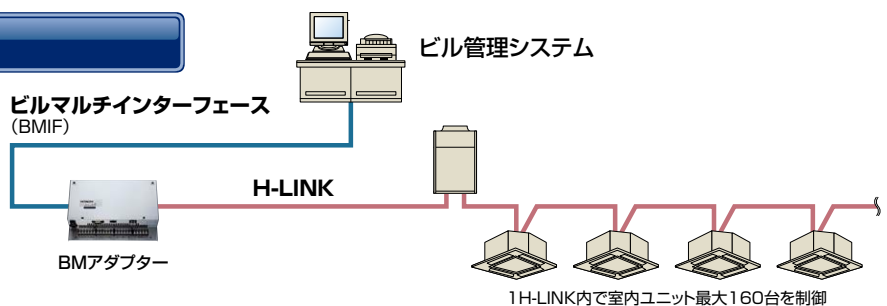 ビル管理システム
ビルマルチインターフェース
(BMIF)
H-LINK
BMアダプター
1H-LINK内で室内ユニット最大160台を制御